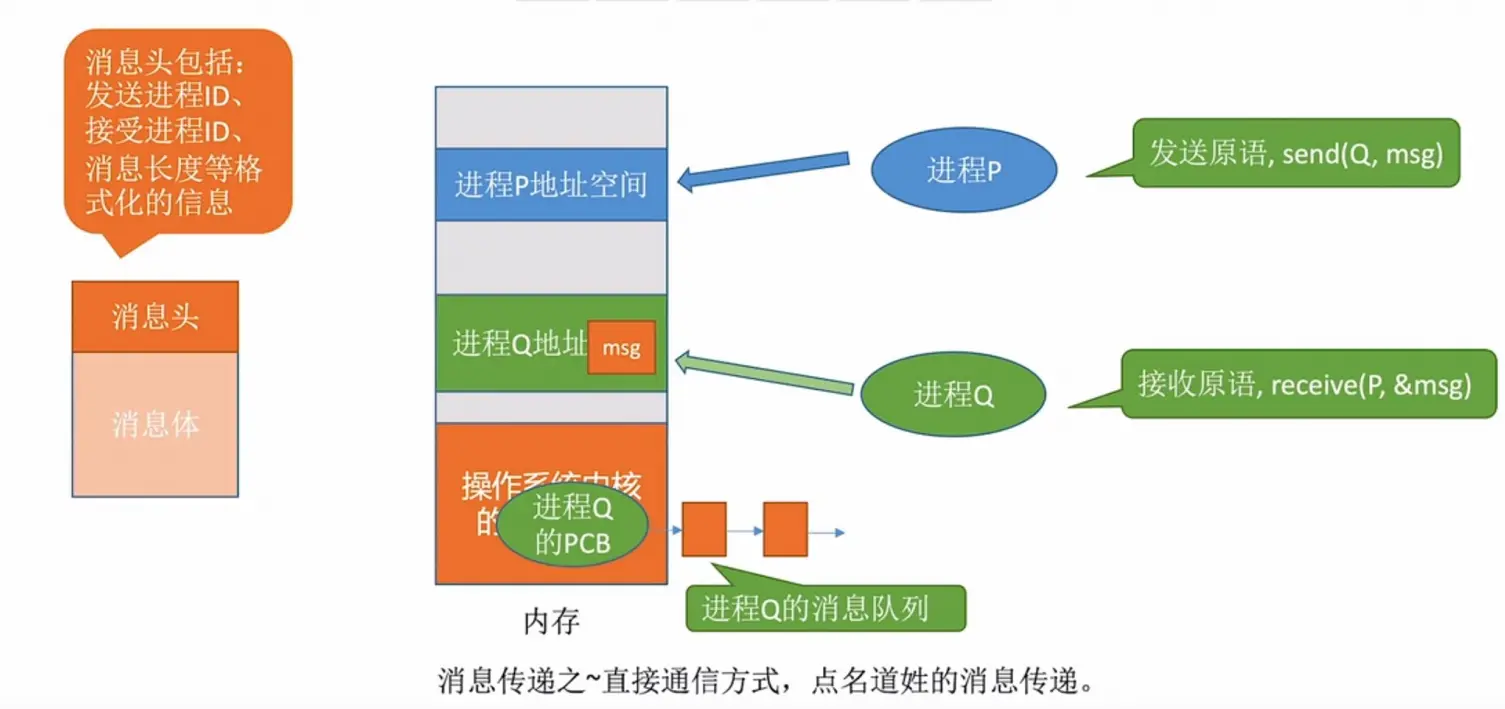 消息头包括：
发送进程ID、
接受进程ID、
消息长度等格
式化的信息
消息头
消息体
进程P地址空间
进程Q地址
msg
操作系统内核
的
进程Q
的PCB
内存
进程P
发送原语, send(Q, msg)
进程Q
接收原语, receive(P, &msg)
进程Q的消息队列
消息传递之~直接通信方式，点名道姓的消息传递。